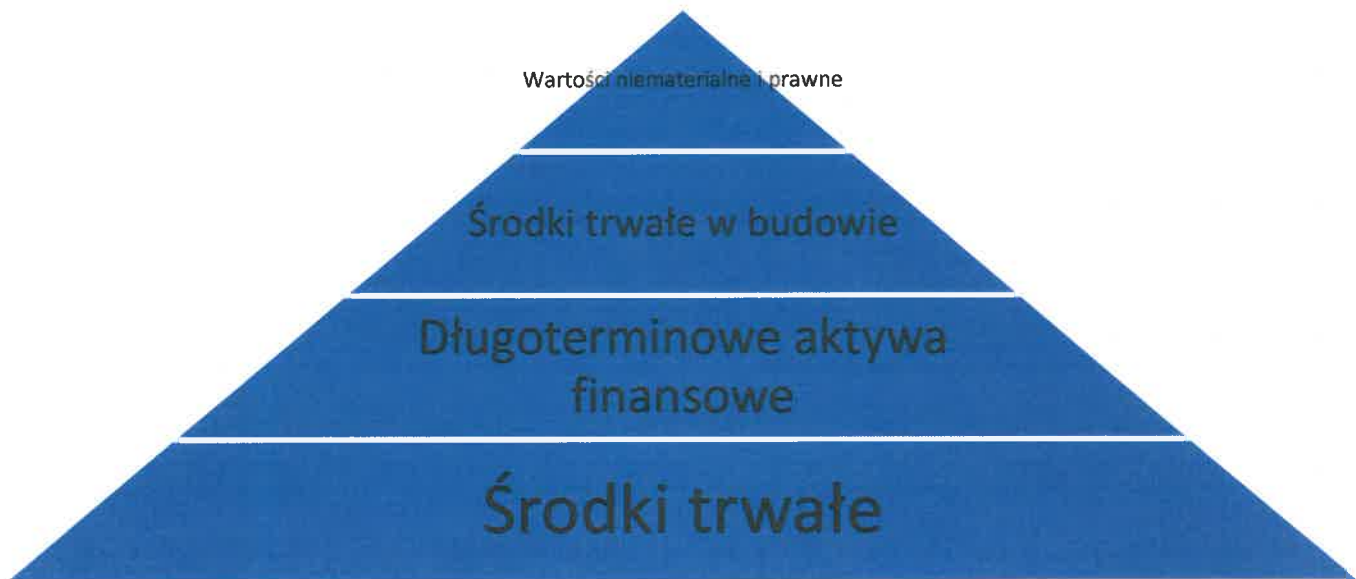 Wartości niematerialne i prawne
Środki trwałe w budowie
Długoterminowe aktywa
finansowe
Środki trwałe